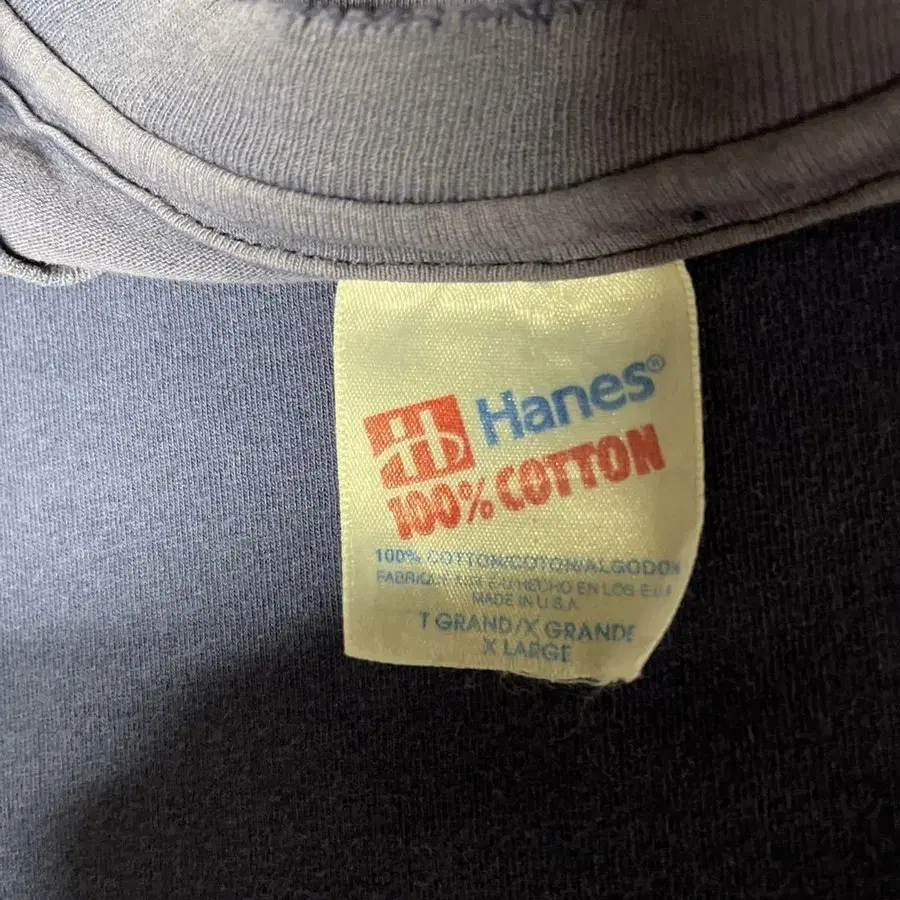 Hanes®
100% COTTON
100% COTTON/COTON/ALGODON
FABRIQUE AUX E-U/HECHO EN LOS E.U.A.
MADE IN U.S.A.
T GRAND/X GRANDE
X LARGE